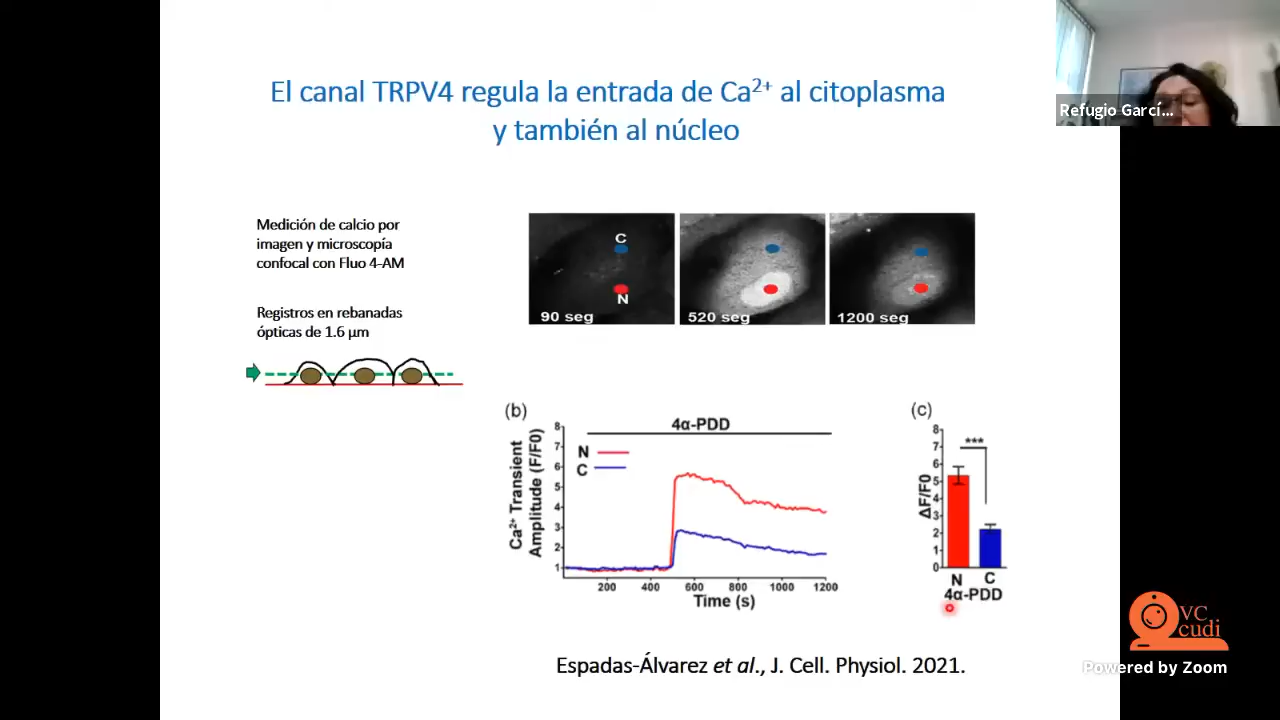 El canal TRPV4 regula la entrada de Ca²⁺ al citoplasma
y también al núcleo
Refugio Garcí...
Medición de calcio por
imagen y microscopía
confocal con Fluo 4-AM
Registros en rebanadas
ópticas de 1.6 µm
C
N
90 seg
520 seg
1200 seg
(b)
4α-PDD
N
C
Ca²⁺ Transient
Amplitude (F/F0)
8
7
6
5
4
3
2
1
200 400 600 800 1000 1200
Time (s)
(c)
***
ΔF/F0
8
7
6
5
4
3
2
1
0
N C
4α-PDD
Espadas-Álvarez et al., J. Cell. Physiol. 2021.
VC
cudi
Powered by Zoom